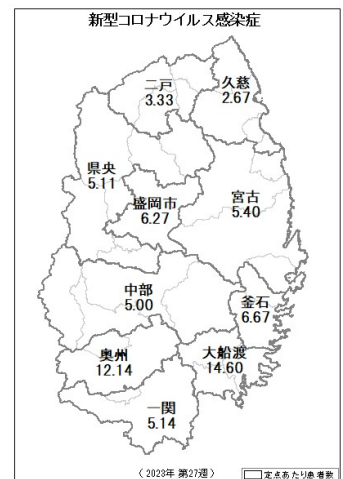 新型コロナウイルス感染症
二戸
3.33
久慈
2.67
県央
5.11
盛岡市
6.27
宮古
5.40
中部
5.00
釜石
6.67
奥州
12.14
大船渡
14.60
一関
5.14
(2023年 第27週)
定点あたり患者数